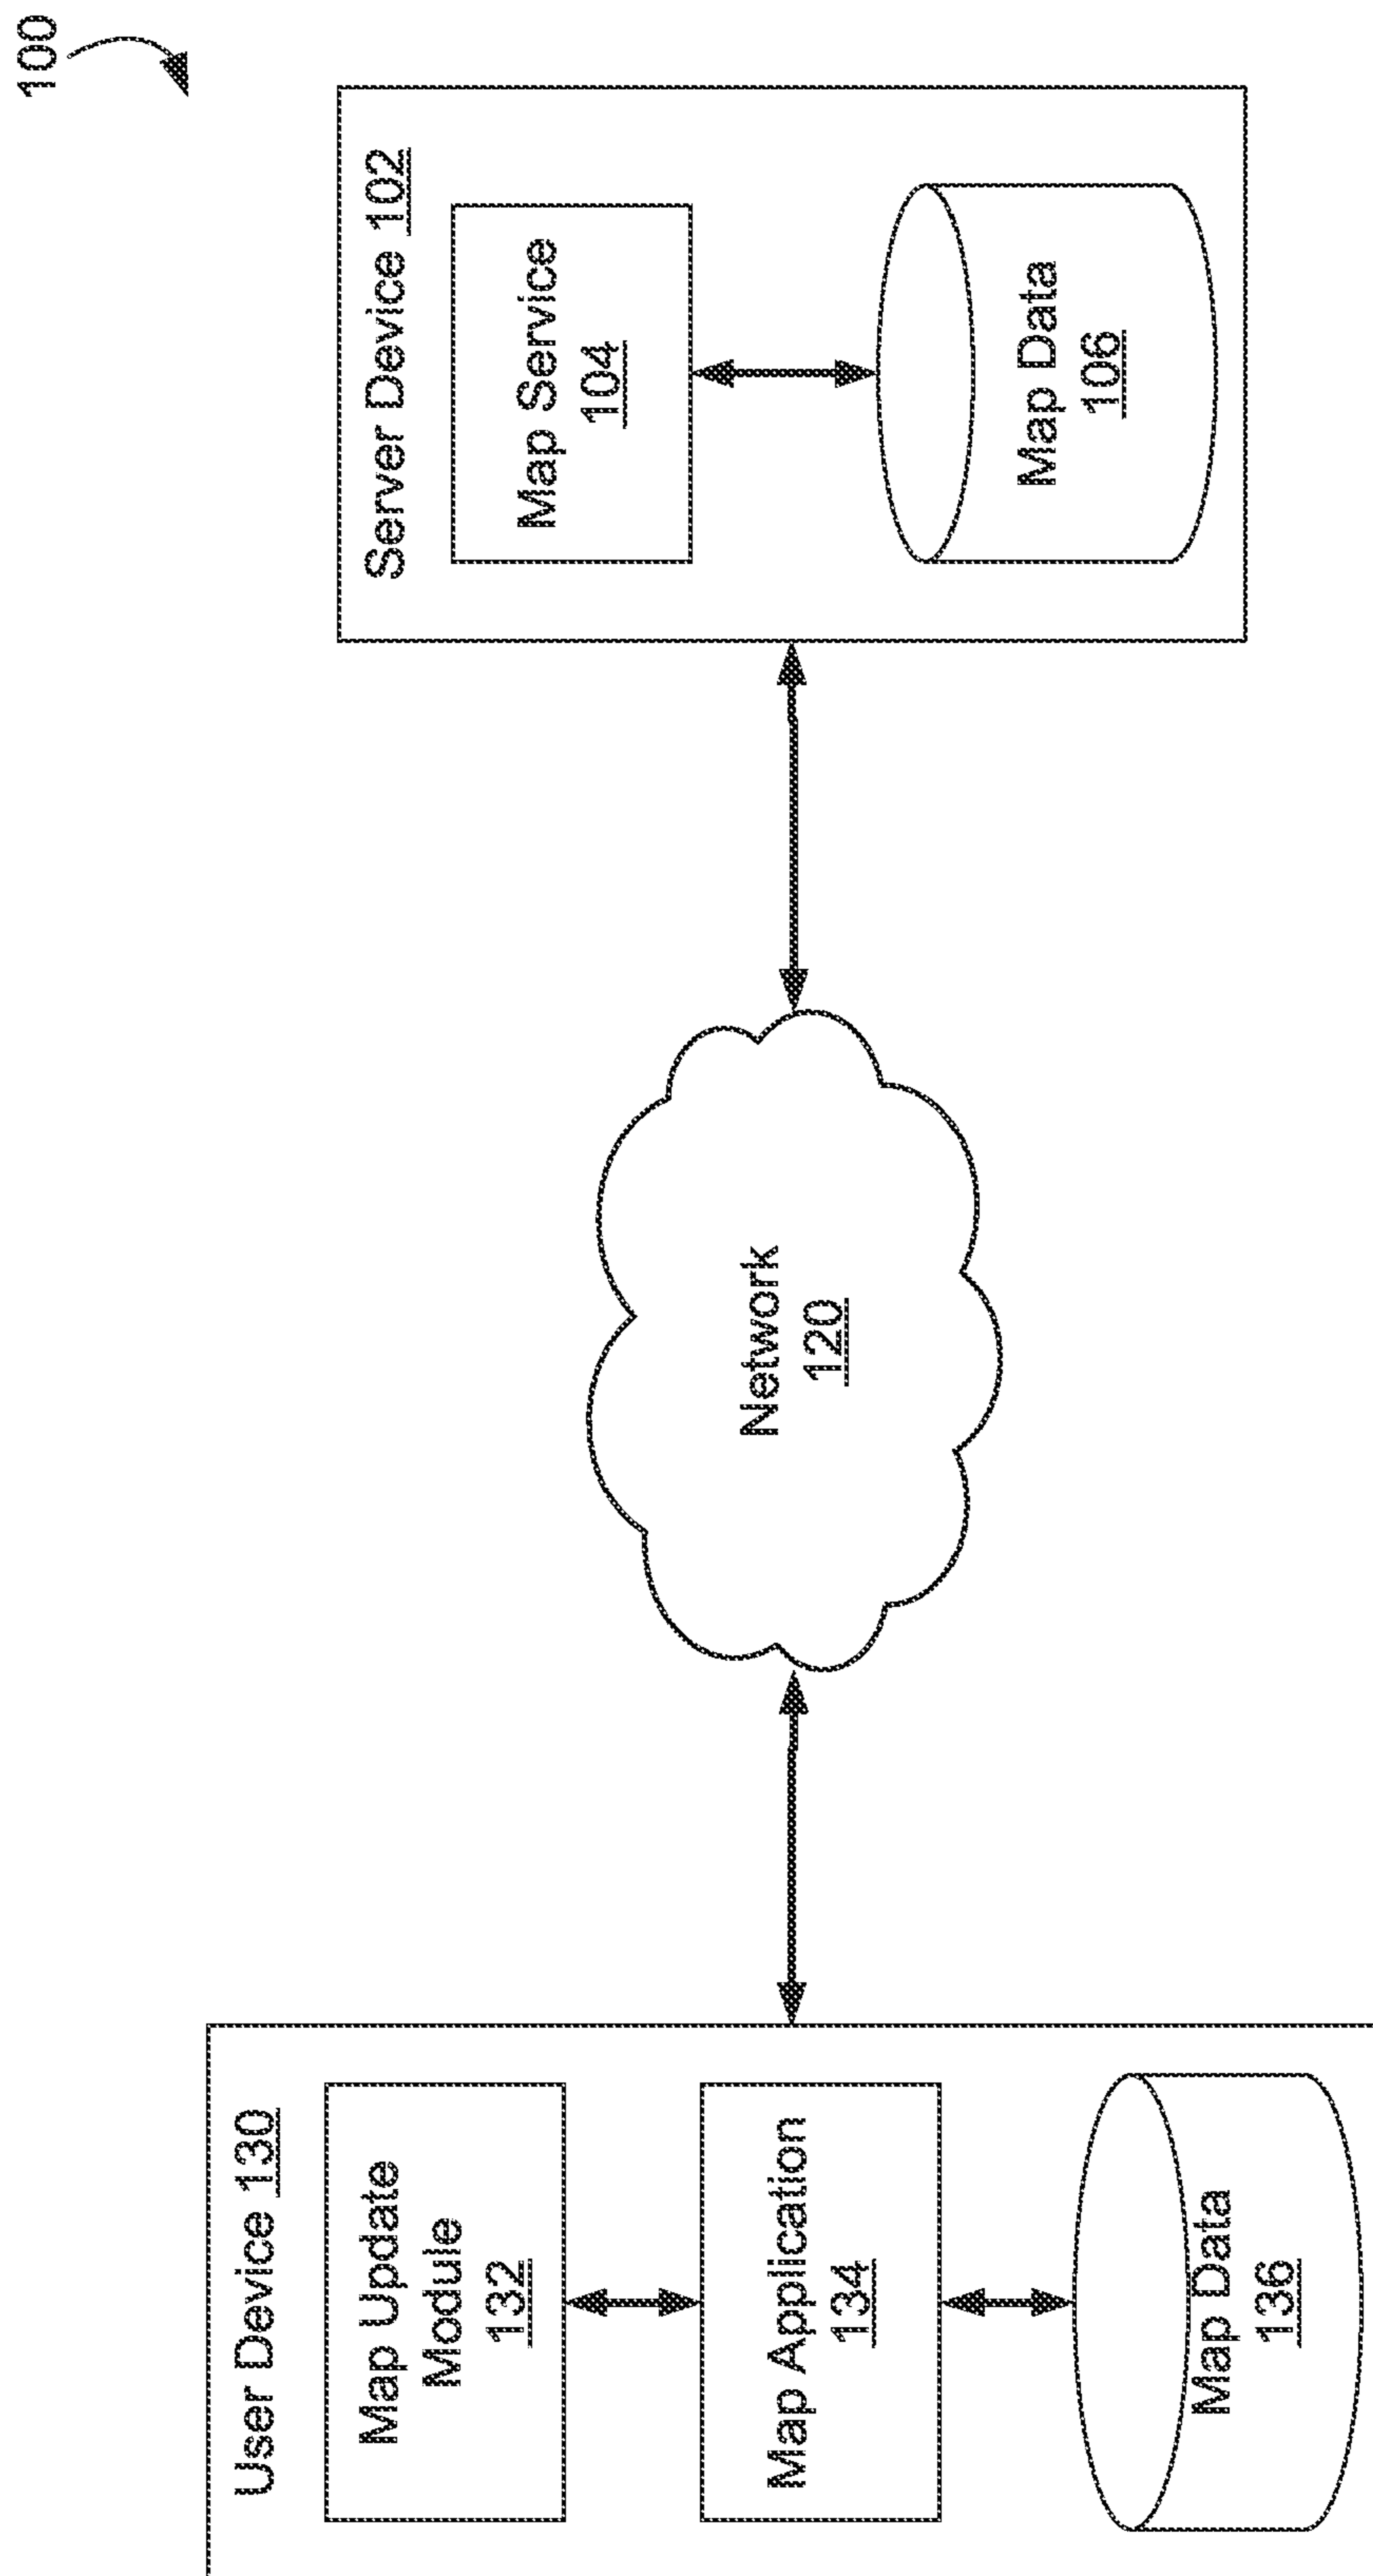 100
User Device 130
Map Update
Module
132
Map Application
134
Map Data
136
Network
120
Server Device 102
Map Service
104
Map Data
106